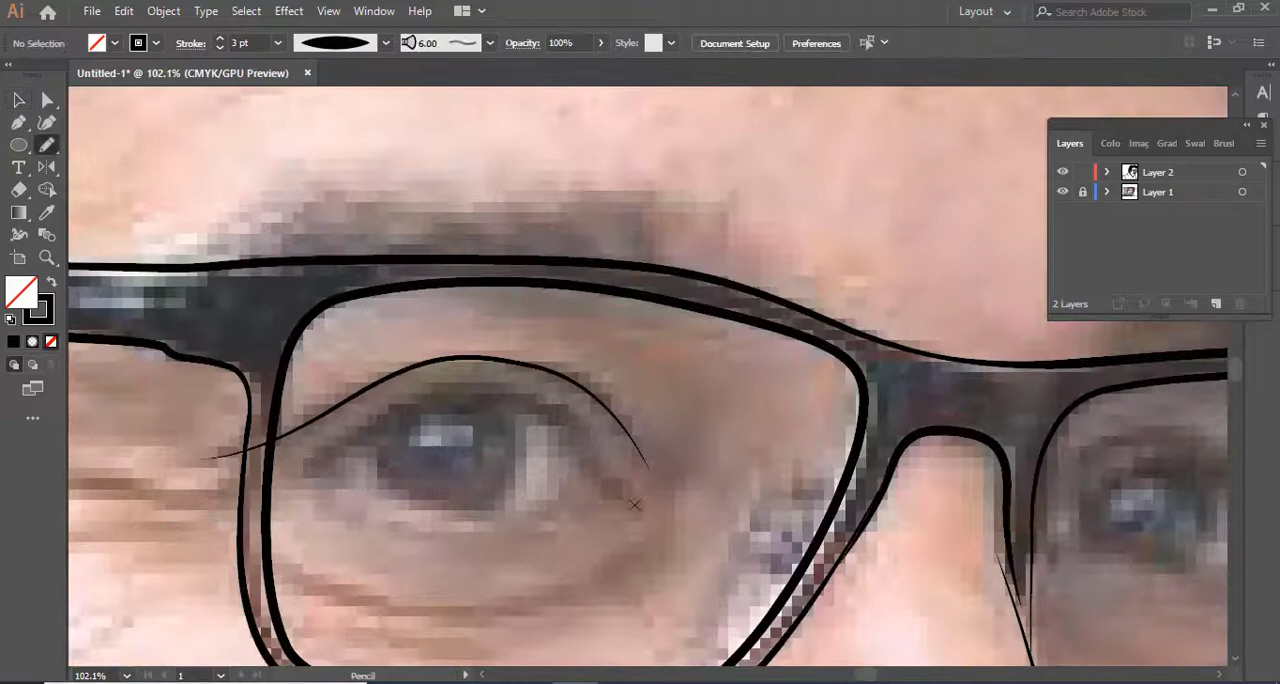 Ai File Edit Object Type Select Effect View Window Help Layout Search Adobe Stock
No Selection Stroke: 3 pt 6.00 Opacity: 100% Style: Document Setup Preferences
Untitled-1* @ 102.1% (CMYK/GPU Preview)
Layers Colo Imag Grad Swat Brush
Layer 2
Layer 1
2 Layers
102.1% 1 Pencil